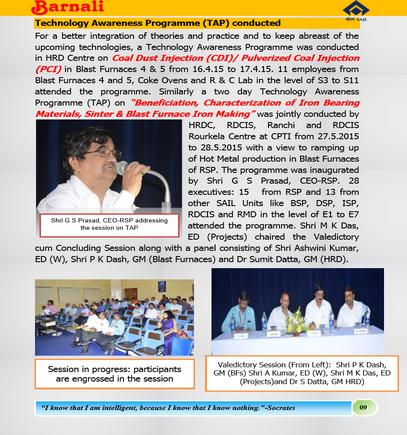 Barnali
सेल SAIL
Technology Awareness Programme (TAP) conducted
For a better integration of theories and practice and to keep abreast of the
upcoming technologies, a Technology Awareness Programme was conducted
in HRD Centre on Coal Dust Injection (CDI)/ Pulverized Coal Injection
(PCI) in Blast Furnaces 4 & 5 from 16.4.15 to 17.4.15. 11 employees from
Blast Furnaces 4 and 5, Coke Ovens and R & C Lab in the level of S3 to S11
attended the programme. Similarly a two day Technology Awareness
Programme (TAP) on "Beneficiation, Characterization of Iron Bearing
Materials, Sinter & Blast Furnace Iron Making" was jointly conducted by
HRDC, RDCIS, Ranchi and RDCIS
Rourkela Centre at CPTI from 27.5.2015
to 28.5.2015 with a view to ramping up
of Hot Metal production in Blast Furnaces
of RSP. The programme was inaugurated
by Shri G S Prasad, CEO-RSP. 28
executives: 15 from RSP and 13 from
other SAIL Units like BSP, DSP, ISP,
RDCIS and RMD in the level of E1 to E7
attended the programme. Shri M K Das,
ED (Projects) chaired the Valedictory
cum Concluding Session along with a panel consisting of Shri Ashwini Kumar,
ED (W), Shri P K Dash, GM (Blast Furnaces) and Dr Sumit Datta, GM (HRD).
Shri G S Prasad, CEO-RSP addressing
the session on TAP
Session in progress: participants
are engrossed in the session
Valedictory Session (From Left): Shri P K Dash,
GM (BFs) Shri A Kumar, ED (W), Shri M K Das, ED
(Projects)and Dr S Datta, GM HRD)
"I know that I am intelligent, because I know that I know nothing."-Socrates
09